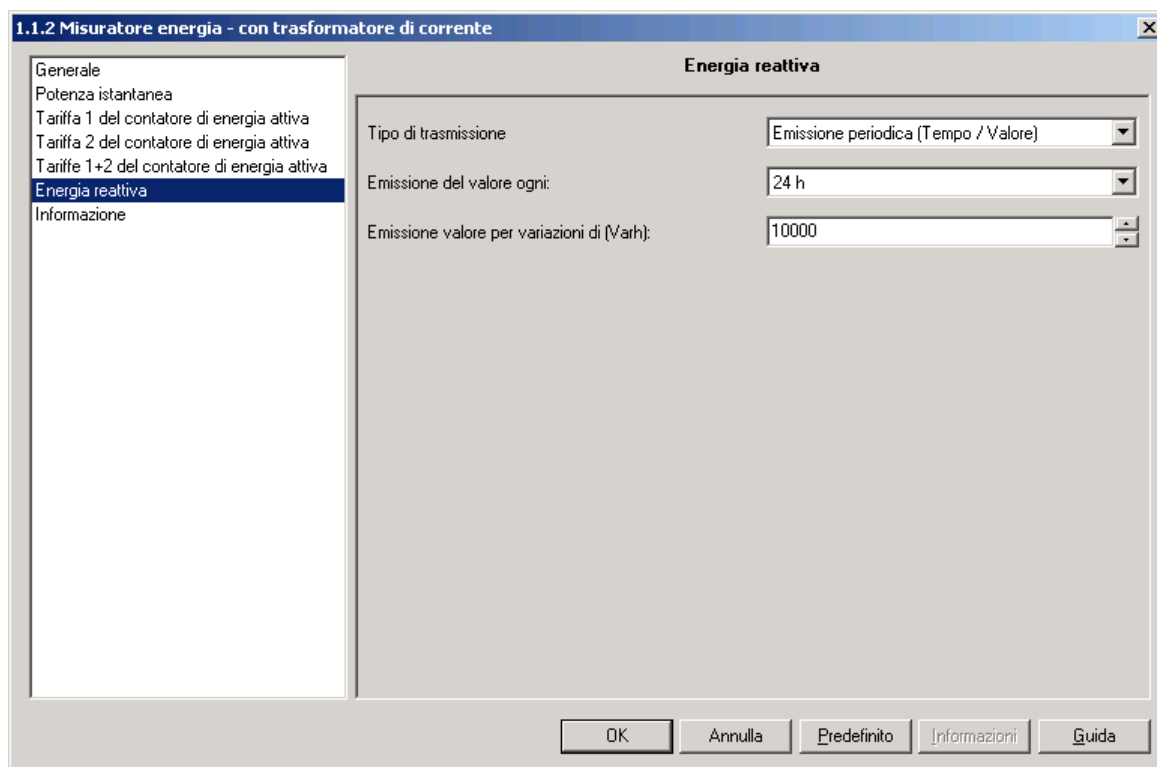 1.1.2 Misuratore energia - con trasformatore di corrente
Generale
Potenza istantanea
Tariffa 1 del contatore di energia attiva
Tariffa 2 del contatore di energia attiva
Tariffe 1+2 del contatore di energia attiva
Energia reattiva
Informazione
Energia reattiva
Tipo di trasmissione
Emissione periodica (Tempo / Valore)
Emissione del valore ogni:
24 h
Emissione valore per variazioni di (Varh):
10000
OK
Annulla
Predefinito
Informazioni
Guida